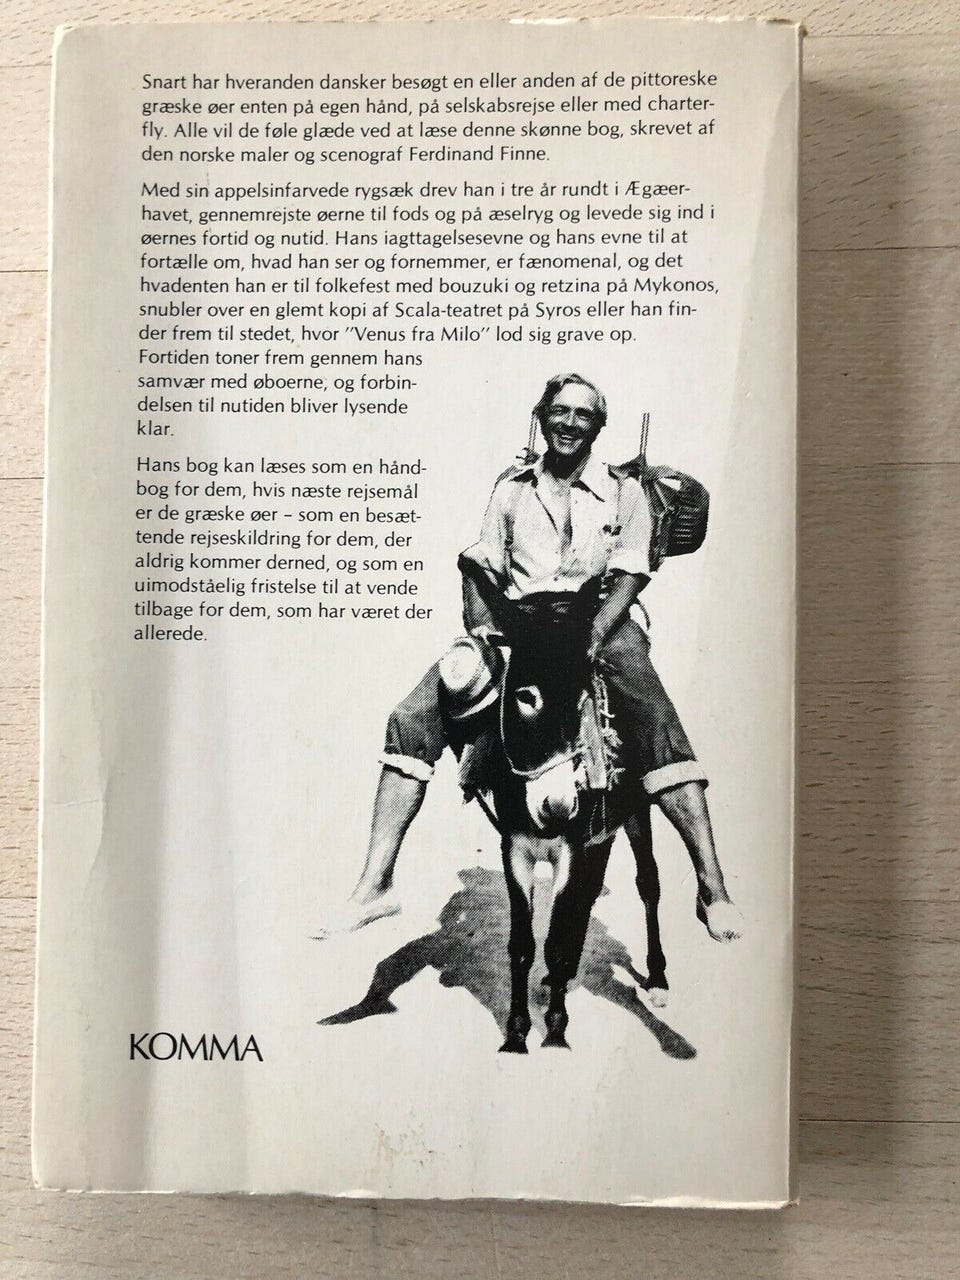 Snart har hveranden dansker besøgt en eller anden af de pittoreske
græske øer enten på egen hånd, på selskabsrejse eller med charter-
fly. Alle vil de føle glæde ved at læse denne skønne bog, skrevet af
den norske maler og scenograf Ferdinand Finne.
Med sin appelsinfarvede rygsæk drev han i tre år rundt i Ægæer-
havet, gennemrejste øerne til fods og på æselryg og levede sig ind i
øernes fortid og nutid. Hans iagttagelsesevne og hans evne til at
fortælle om, hvad han ser og fornemmer, er fænomenal, og det
hvadenten han er til folkefest med bouzuki og retzina på Mykonos,
snubler over en glemt kopi af Scala-teatret på Syros eller han fin-
der frem til stedet, hvor ”Venus fra Milo” lod sig grave op.
Fortiden toner frem gennem hans
samvær med øboerne, og forbin-
delsen til nutiden bliver lysende
klar.
Hans bog kan læses som en hånd-
bog for dem, hvis næste rejsemål
er de græske øer – som en besæt-
tende rejseskildring for dem, der
aldrig kommer derned, og som en
uimodståelig fristelse til at vende
tilbage for dem, som har været der
allerede.
KOMMA